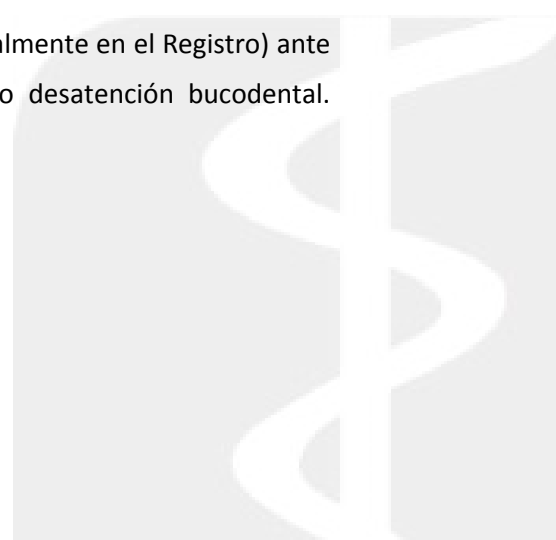 almente en el Registro) ante
o desatención bucodental.